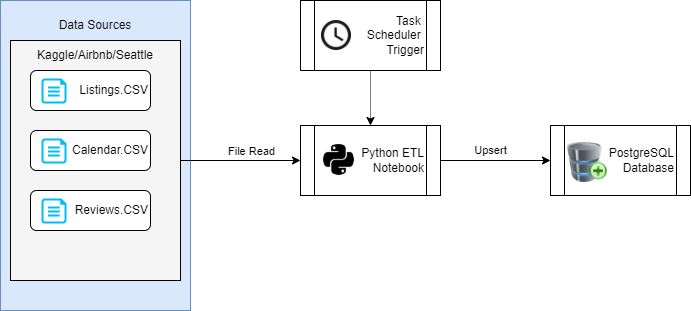 Data Sources
Kaggle/Airbnb/Seattle
Listings.CSV
Calendar.CSV
Reviews.CSV
File Read
Task
Scheduler
Trigger
Python ETL
Notebook
Upsert
PostgreSQL
Database